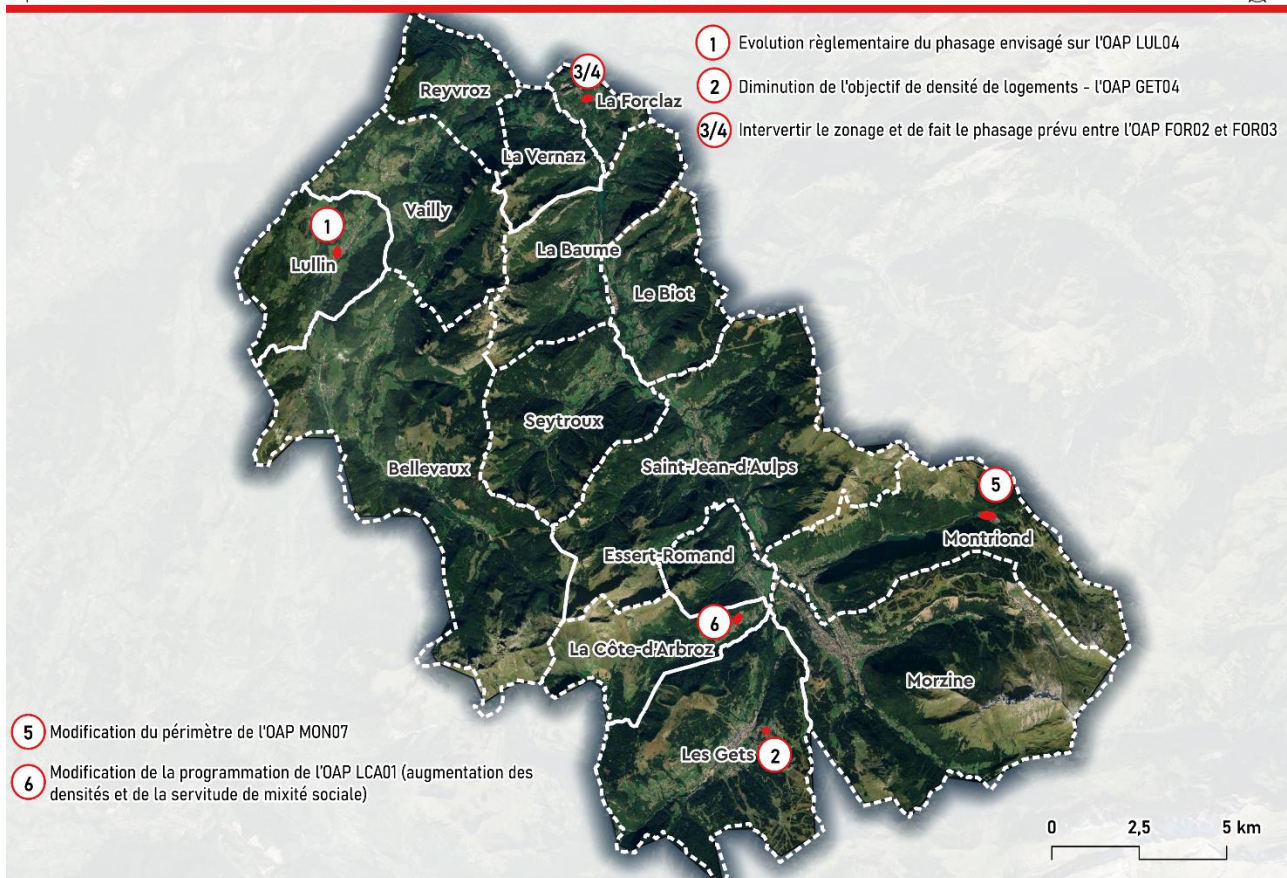 1 Evolution règlementaire du phasage envisagé sur l'OAP LUL04
2 Diminution de l'objectif de densité de logements - l'OAP GET04
3/4 Intervertir le zonage et de fait le phasage prévu entre l'OAP FOR02 et FOR03
3/4
Reyvroz
La Forclaz
La Vernaz
Vailly
1
Lullin
La Baume
Le Biot
Seytroux
Bellevaux
Saint-Jean-d'Aulps
5
Montriond
Essert-Romand
6
La Côte-d'Arbroz
Morzine
Les Gets
2
5 Modification du périmètre de l'OAP MON07
6 Modification de la programmation de l'OAP LCA01 (augmentation des
densités et de la servitude de mixité sociale)
0 2,5 5 km